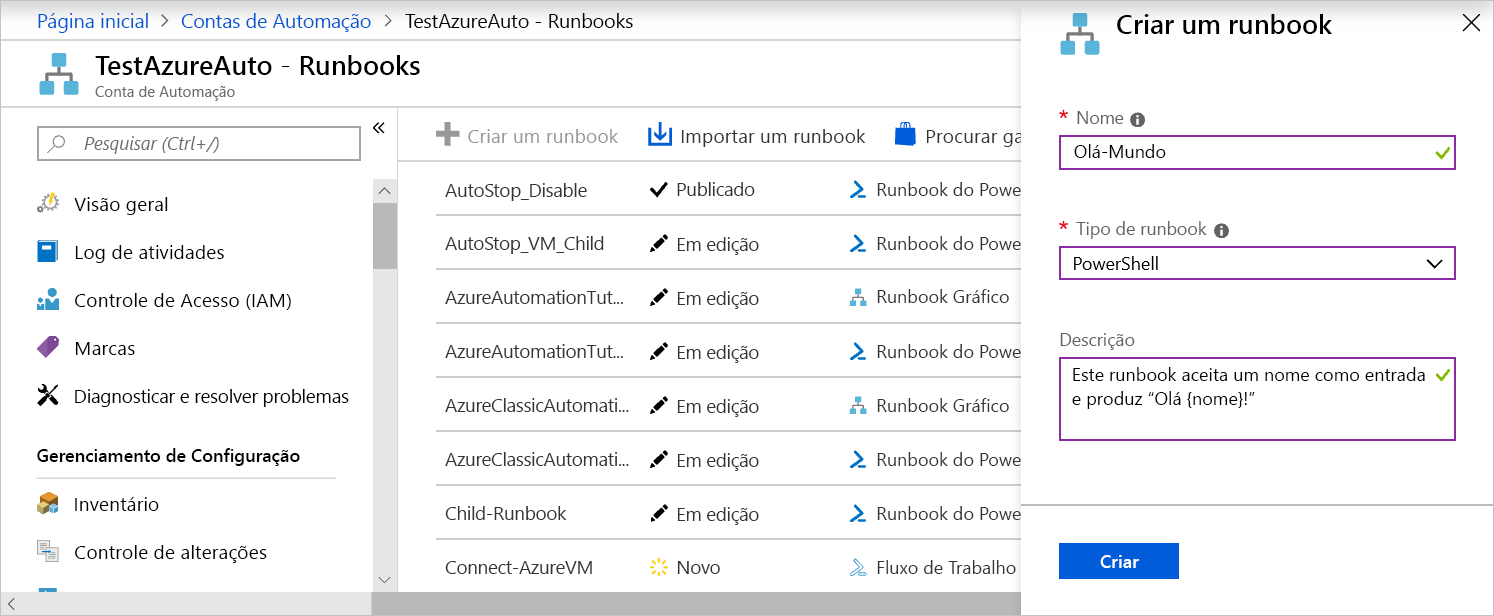 Página inicial > Contas de Automação > TestAzureAuto - Runbooks
TestAzureAuto - Runbooks
Conta de Automação
Pesquisar (Ctrl+/)
«
Visão geral
Log de atividades
Controle de Acesso (IAM)
Marcas
Diagnosticar e resolver problemas
Gerenciamento de Configuração
Inventário
Controle de alterações
Criar um runbook Importar um runbook Procurar ga
AutoStop_Disable Publicado Runbook do Powe
AutoStop_VM_Child Em edição Runbook do Powe
AzureAutomationTut... Em edição Runbook Gráfico
AzureAutomationTut... Em edição Runbook do Powe
AzureClassicAutomati... Em edição Runbook Gráfico
AzureClassicAutomati... Em edição Runbook do Powe
Child-Runbook Em edição Runbook do Powe
Connect-AzureVM Novo Fluxo de Trabalho
Criar um runbook
* Nome
Olá-Mundo
* Tipo de runbook
PowerShell
Descrição
Este runbook aceita um nome como entrada
e produz “Olá {nome}!”
Criar